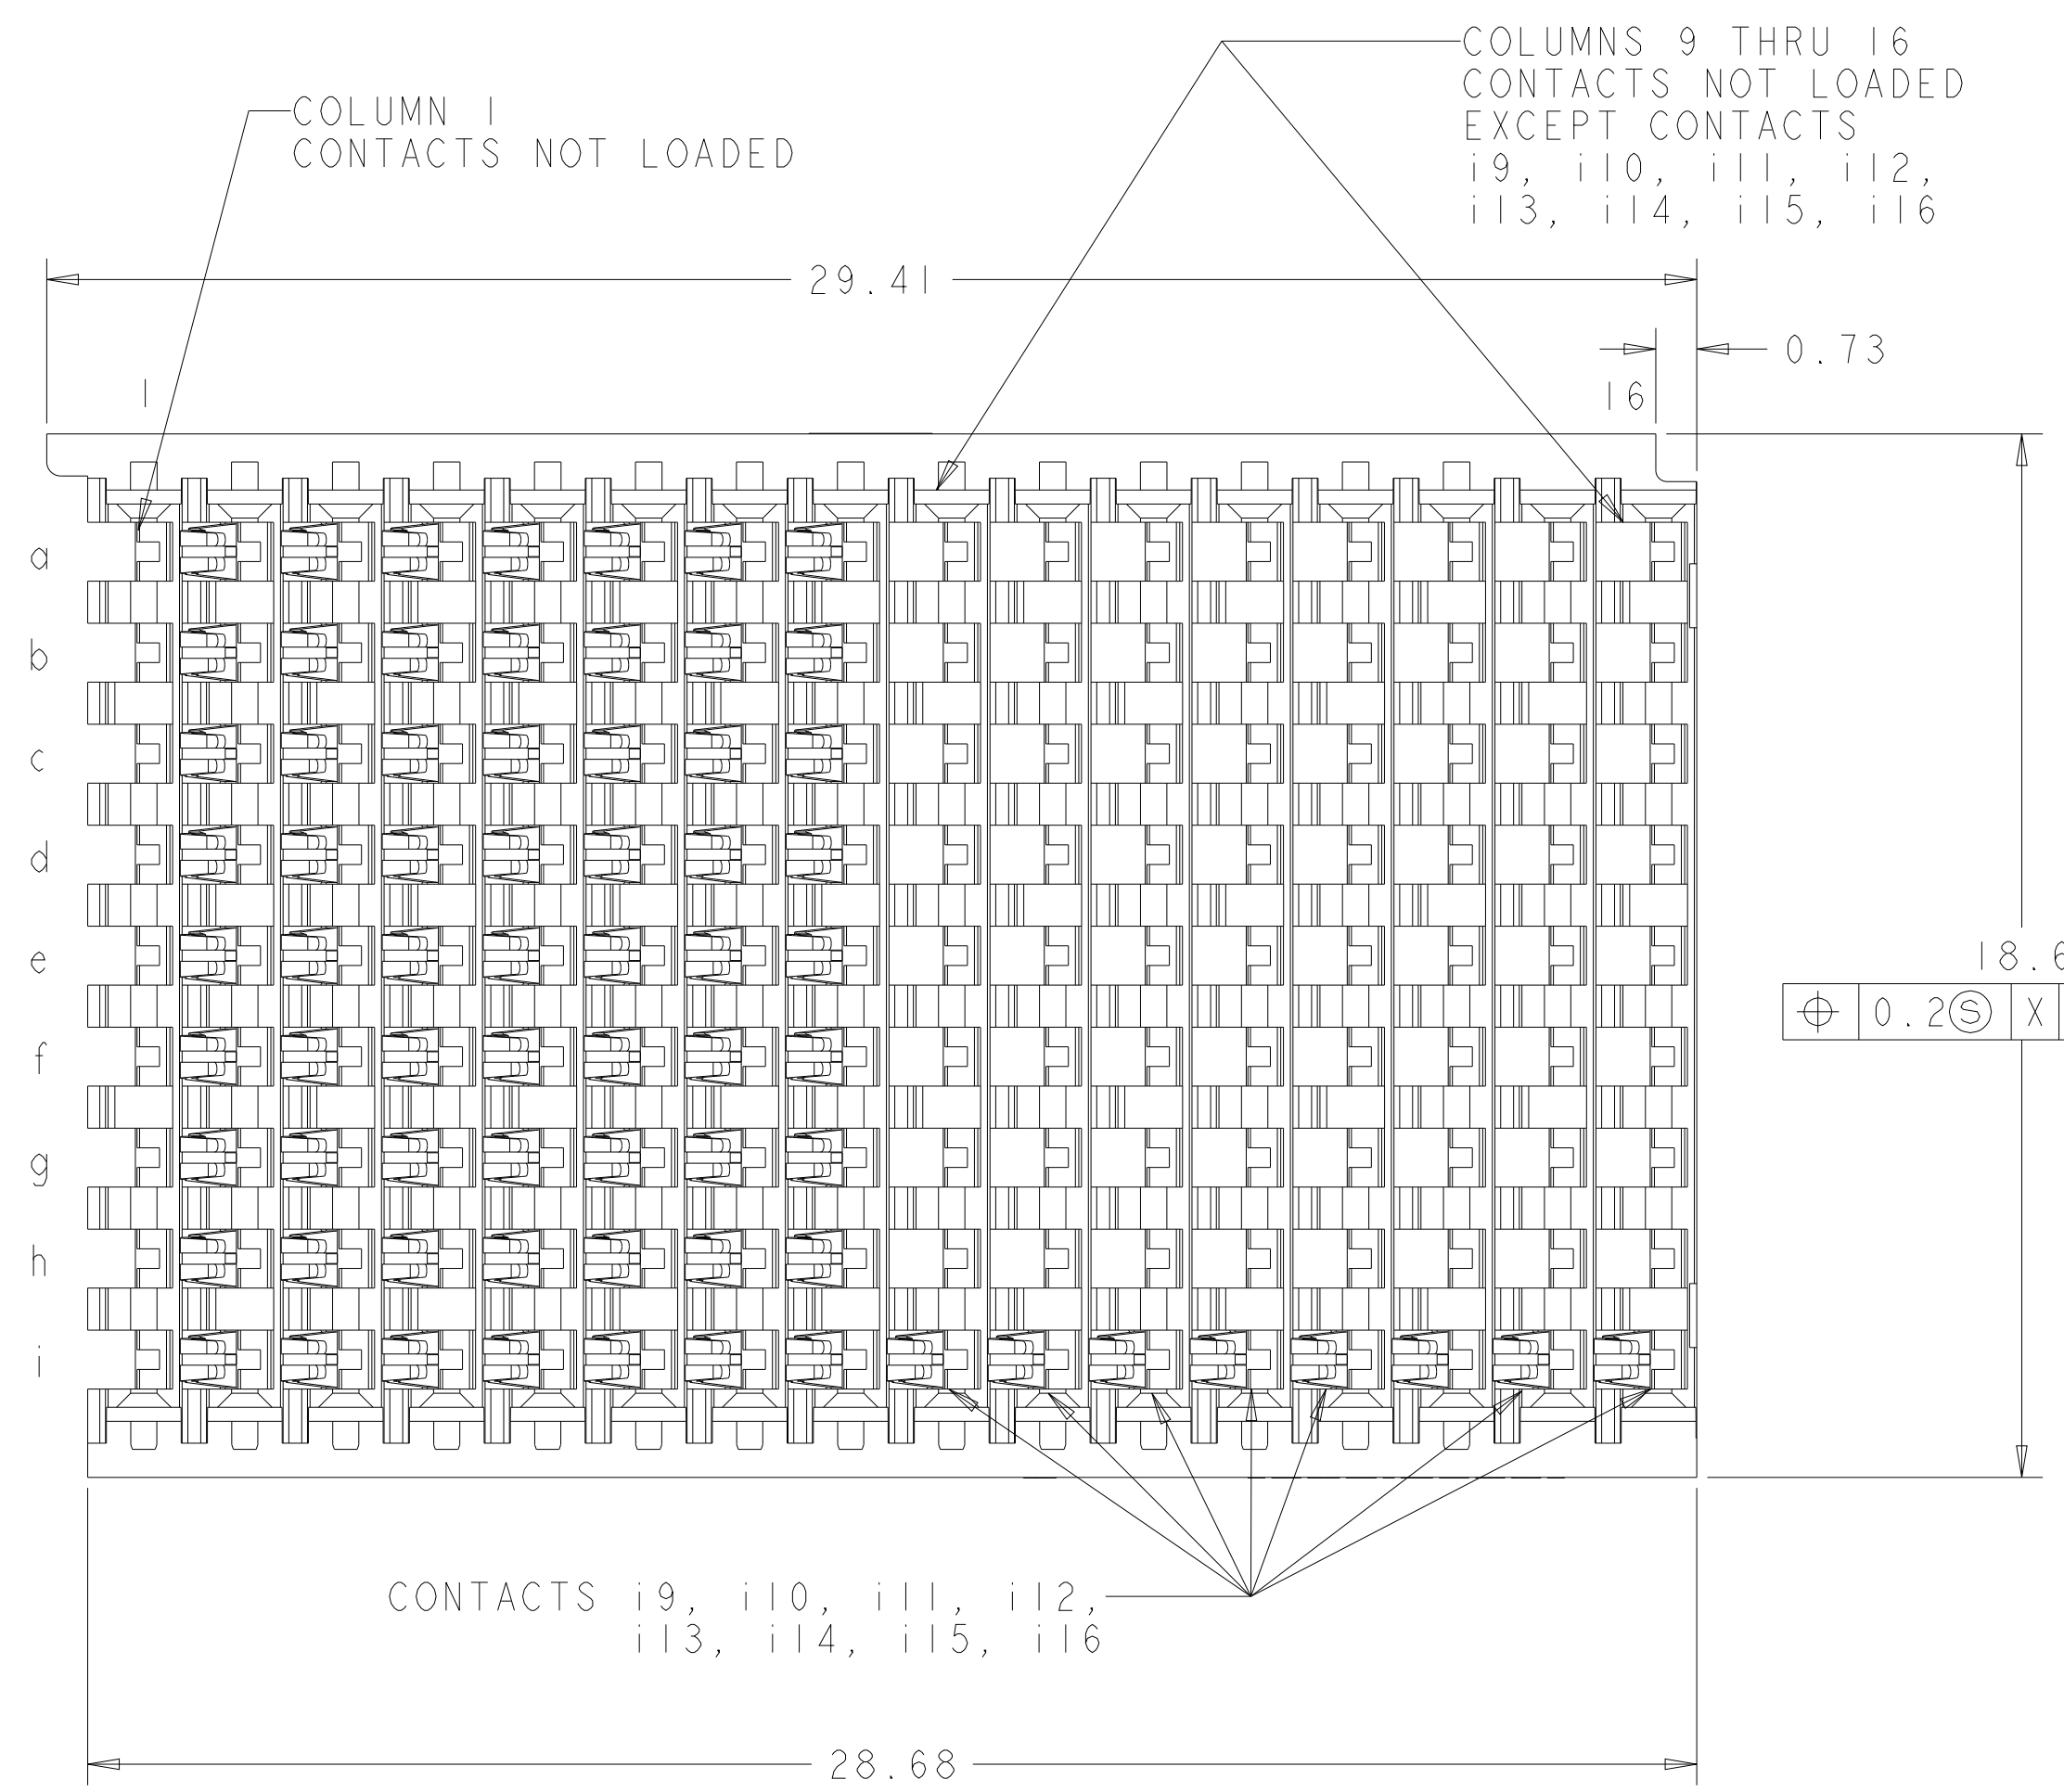 COLUMNS 9 THRU 16
CONTACTS NOT LOADED
EXCEPT CONTACTS
i9, i10, i11, i12,
i13, i14, i15, i16
COLUMN 1
CONTACTS NOT LOADED
29.41
0.73
1
16
a
b
c
d
e
18.6
0.2 Ⓢ X
f
g
h
i
CONTACTS i9, i10, i11, i12,
i13, i14, i15, i16
28.68